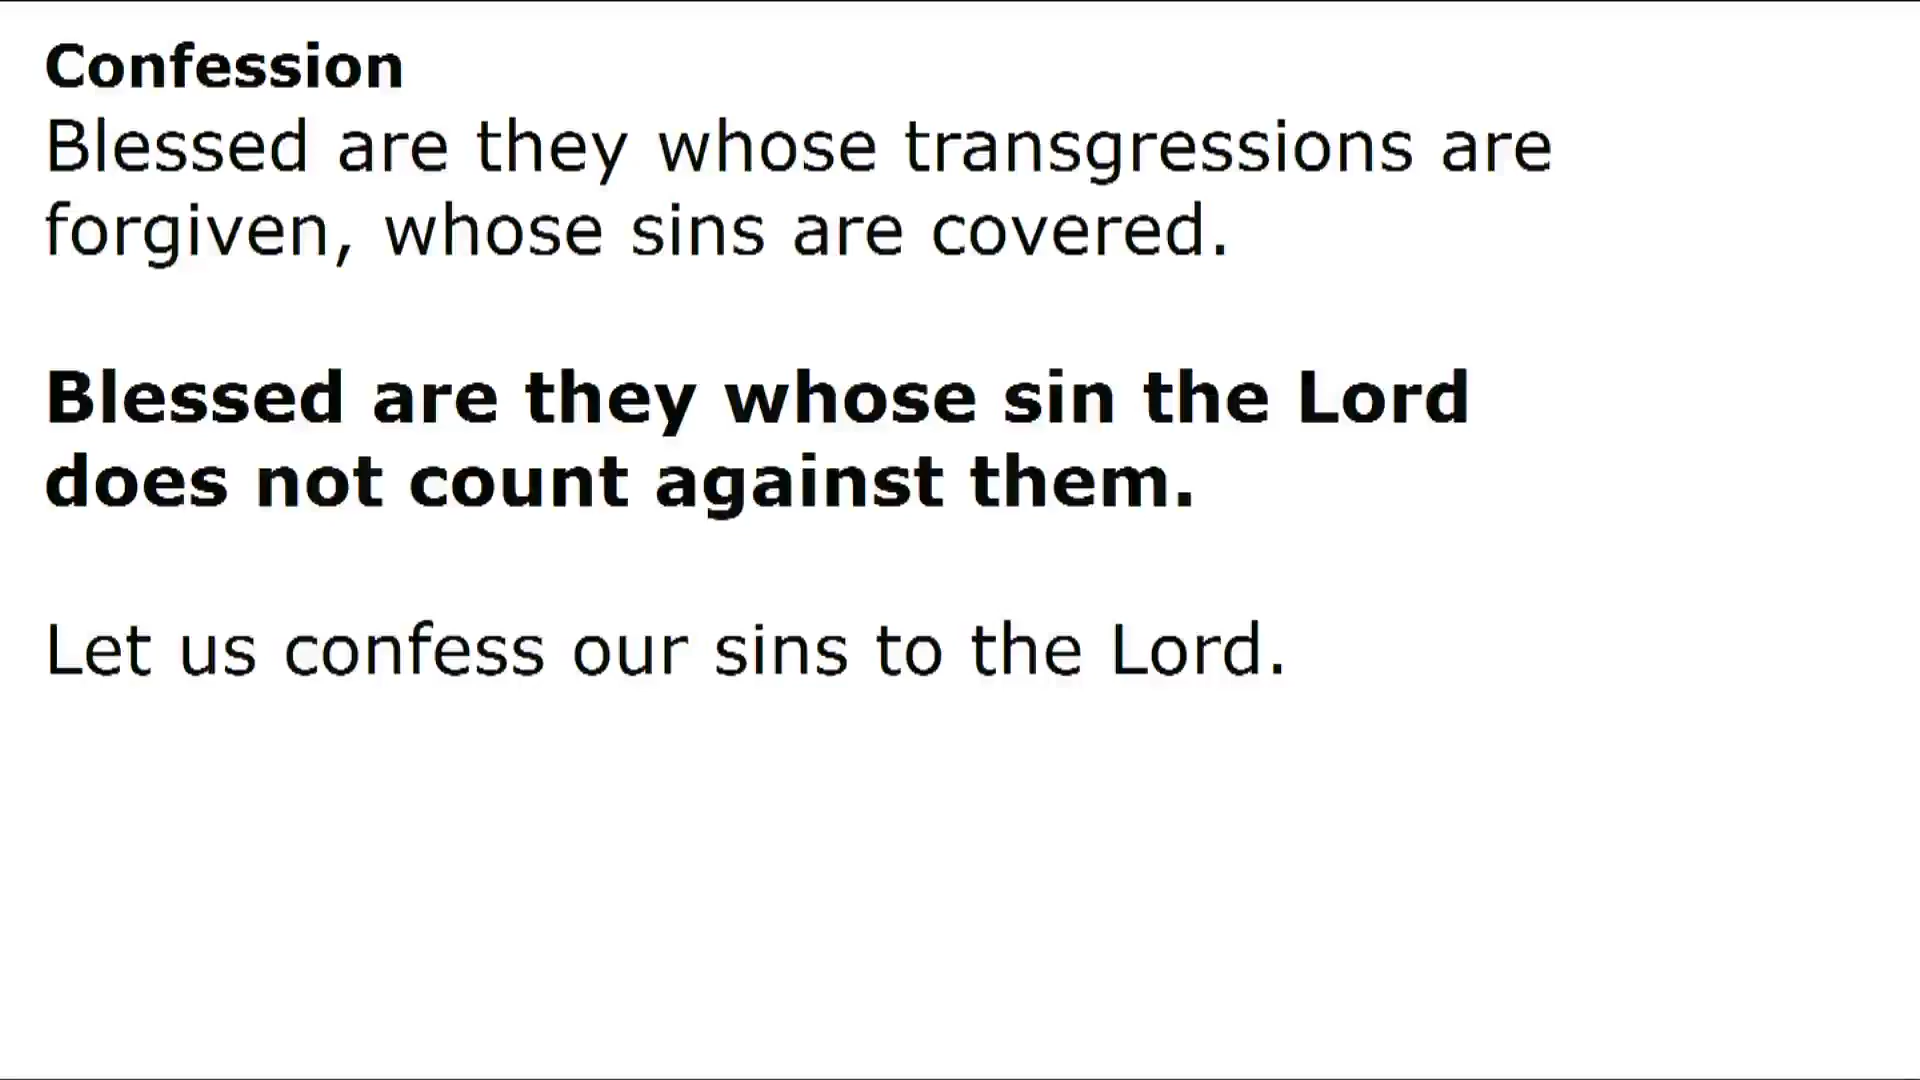 Confession
Blessed are they whose transgressions are
forgiven, whose sins are covered.
Blessed are they whose sin the Lord
does not count against them.
Let us confess our sins to the Lord.